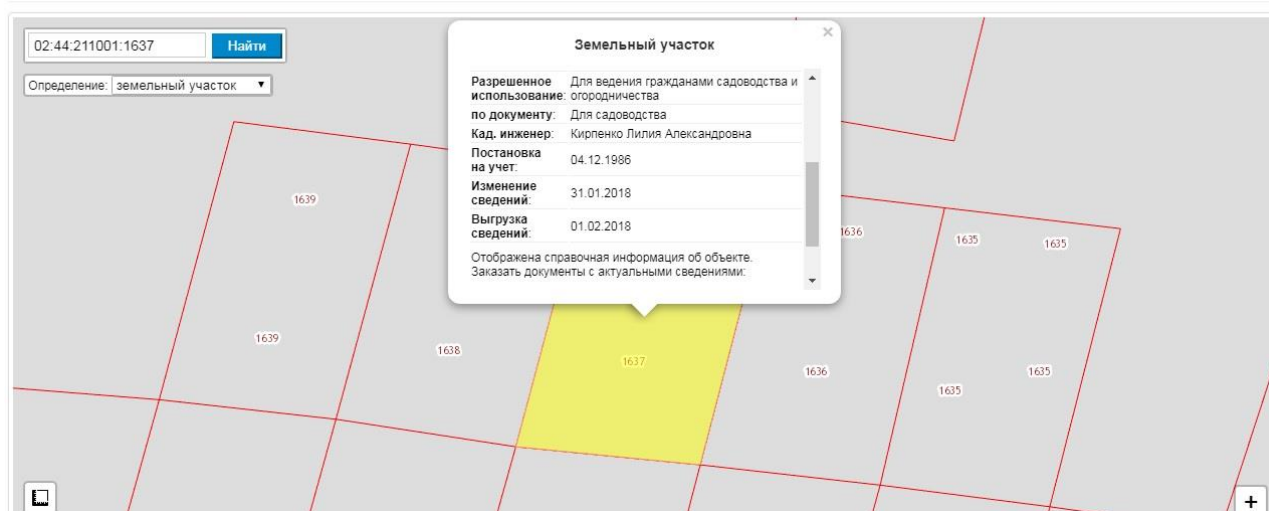 02:44:211001:1637 Найти
Определение: земельный участок
Земельный участок
Разрешенное использование: Для ведения гражданами садоводства и огородничества
по документу: Для садоводства
Кад. инженер: Кирпенко Лилия Александровна
Постановка на учет: 04.12.1986
Изменение сведений: 31.01.2018
Выгрузка сведений: 01.02.2018
Отображена справочная информация об объекте.
Заказать документы с актуальными сведениями:
1639
1636
1635
1635
1639
1638
1637
1636
1635
1635